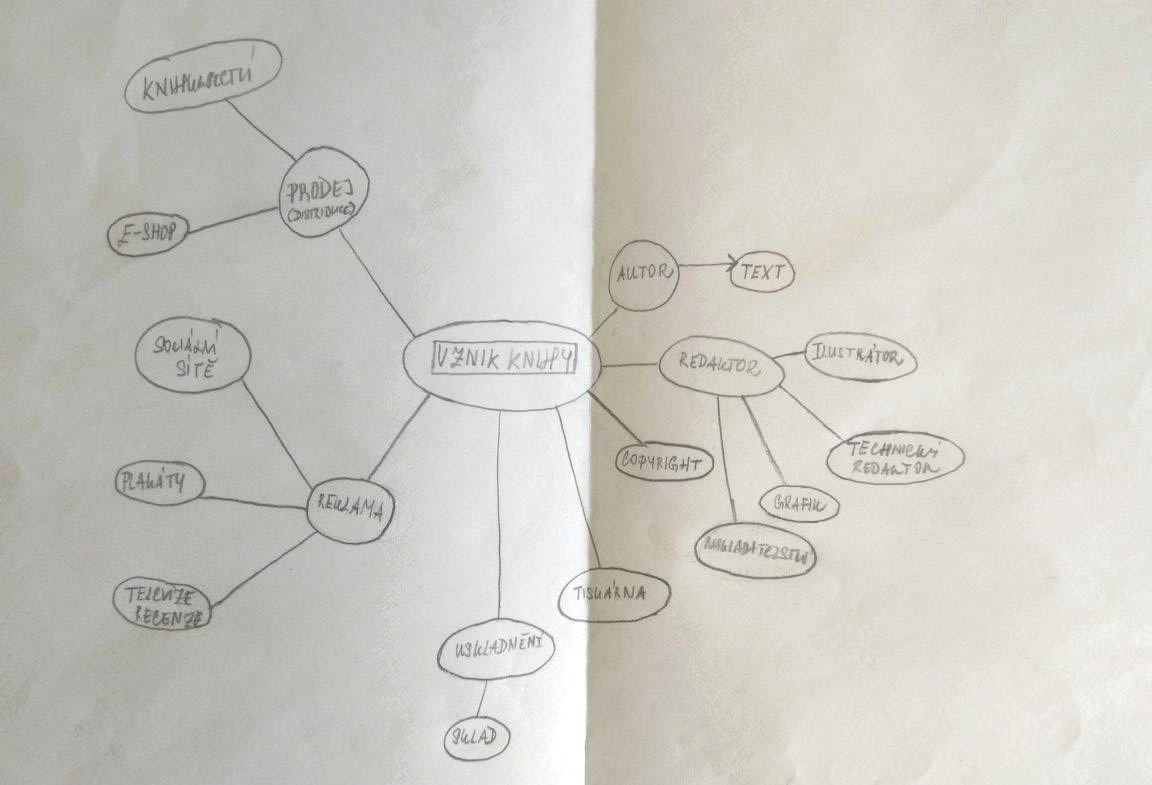 KNIHKUPECTVÍ
PRODEJ
(DISTRIBUCE)
E-SHOP
AUTOR
TEXT
SOCIÁLNÍ
SÍTĚ
VZNIK KNIHY
REDAKTOR
ILUSTRÁTOR
COPYRIGHT
TECHNICKÝ
REDAKTOR
PLAKÁTY
REKLAMA
GRAFIK
NAKLADATELSTVÍ
TELEVIZE
RECENZE
TISKÁRNA
USKLADNĚNÍ
SKLAD